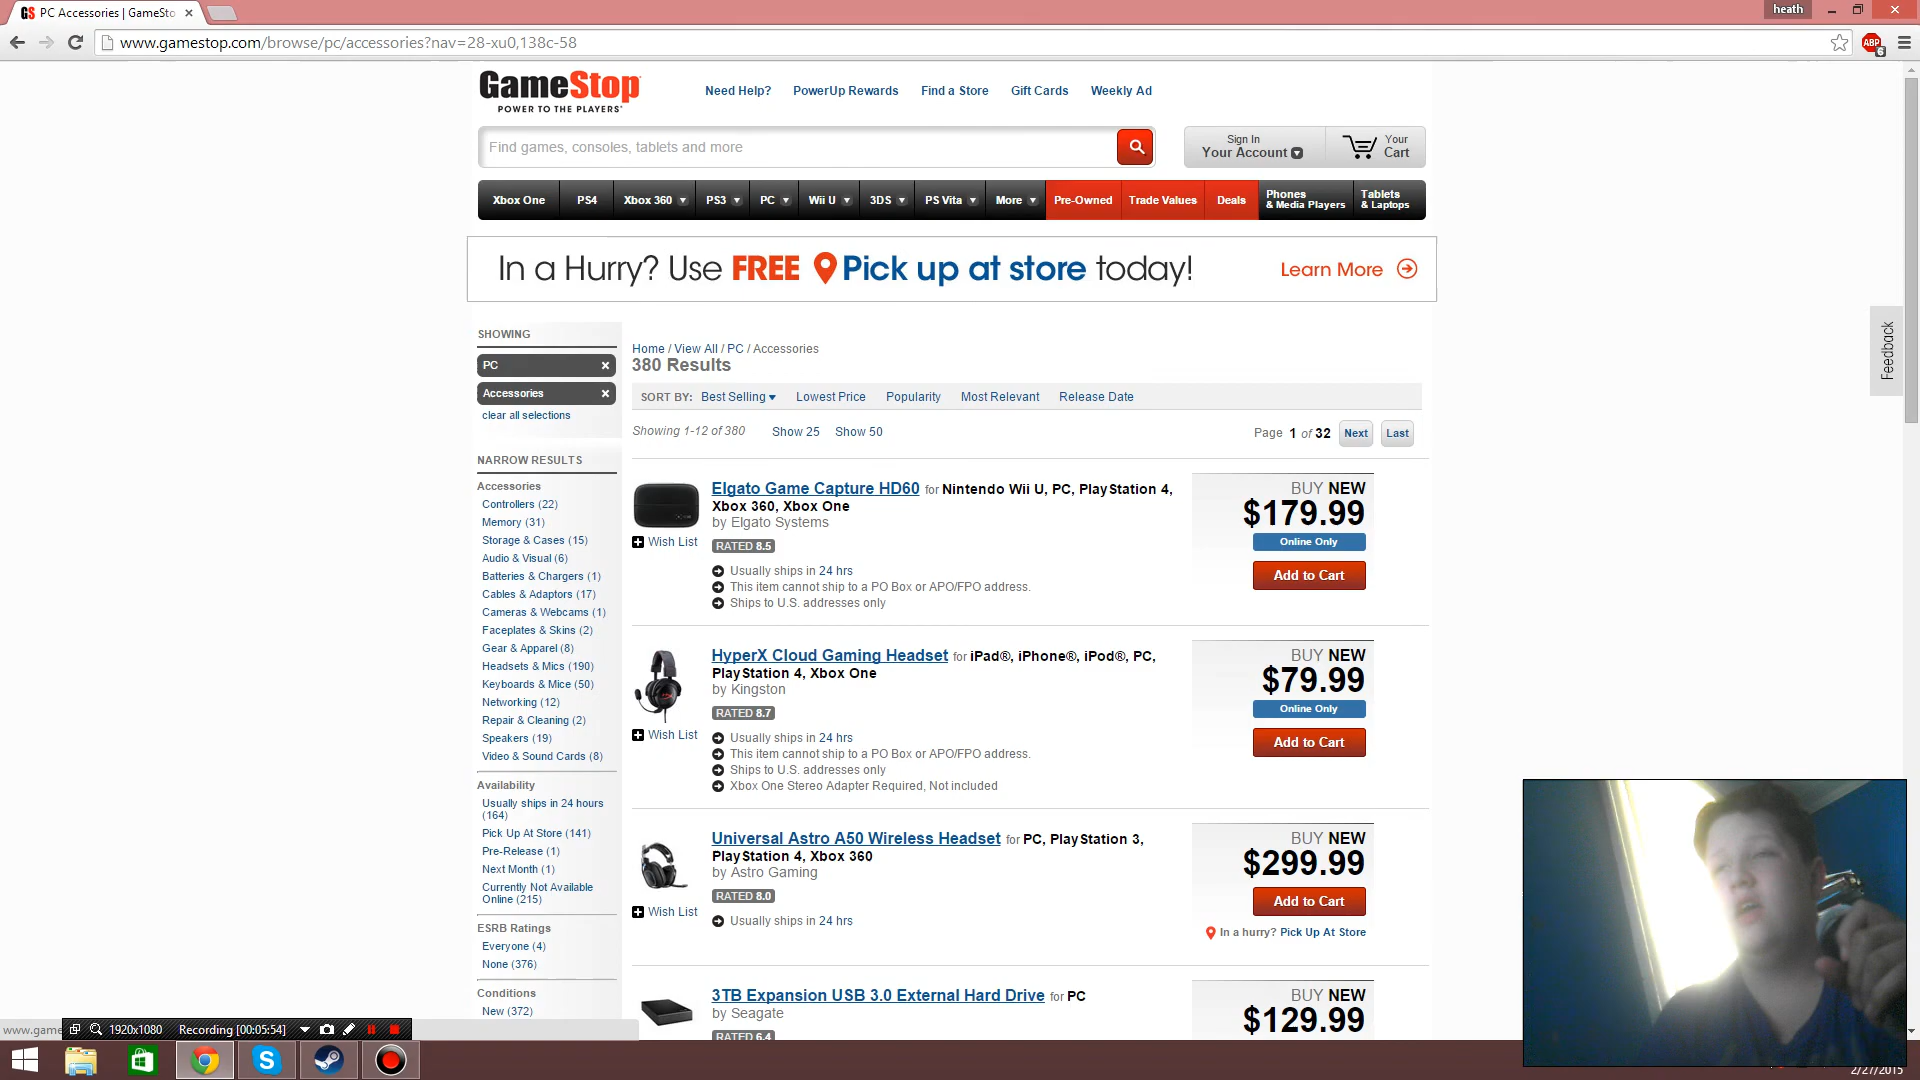 GS PC Accessories | GameSto
heath
www.gamestop.com/browse/pc/accessories?nav=28-xu0,138c-58
ABP
6
GameStop
POWER TO THE PLAYERS
Need Help? PowerUp Rewards Find a Store Gift Cards Weekly Ad
Find games, consoles, tablets and more
Sign In
Your Account
Your
Cart
Xbox One PS4 Xbox 360 PS3 PC Wii U 3DS PS Vita More Pre-Owned Trade Values Deals Phones & Media Players Tablets & Laptops
In a Hurry? Use FREE Pick up at store today! Learn More
Feedback
SHOWING
PC
Accessories
clear all selections
NARROW RESULTS
Accessories
Controllers (22)
Memory (31)
Storage & Cases (15)
Audio & Visual (6)
Batteries & Chargers (1)
Cables & Adaptors (17)
Cameras & Webcams (1)
Faceplates & Skins (2)
Gear & Apparel (8)
Headsets & Mics (190)
Keyboards & Mice (50)
Networking (12)
Repair & Cleaning (2)
Speakers (19)
Video & Sound Cards (8)
Availability
Usually ships in 24 hours
(164)
Pick Up At Store (141)
Pre-Release (1)
Next Month (1)
Currently Not Available
Online (215)
ESRB Ratings
Everyone (4)
None (376)
Conditions
New (372)
Home / View All / PC / Accessories
380 Results
SORT BY: Best Selling Lowest Price Popularity Most Relevant Release Date
Showing 1-12 of 380 Show 25 Show 50 Page 1 of 32 Next Last
Elgato Game Capture HD60 for Nintendo Wii U, PC, PlayStation 4,
Xbox 360, Xbox One
by Elgato Systems
Wish List
RATED 8.5
Usually ships in 24 hrs
This item cannot ship to a PO Box or APO/FPO address.
Ships to U.S. addresses only
BUY NEW
$179.99
Online Only
Add to Cart
HyperX Cloud Gaming Headset for iPad®, iPhone®, iPod®, PC,
PlayStation 4, Xbox One
by Kingston
RATED 8.7
Wish List
Usually ships in 24 hrs
This item cannot ship to a PO Box or APO/FPO address.
Ships to U.S. addresses only
Xbox One Stereo Adapter Required, Not included
BUY NEW
$79.99
Online Only
Add to Cart
Universal Astro A50 Wireless Headset for PC, PlayStation 3,
PlayStation 4, Xbox 360
by Astro Gaming
RATED 8.0
Wish List
Usually ships in 24 hrs
BUY NEW
$299.99
Add to Cart
In a hurry? Pick Up At Store
3TB Expansion USB 3.0 External Hard Drive for PC
by Seagate
RATED 6.4
BUY NEW
$129.99
www.game
1920x1080 Recording [00:05:54]
2/27/2015